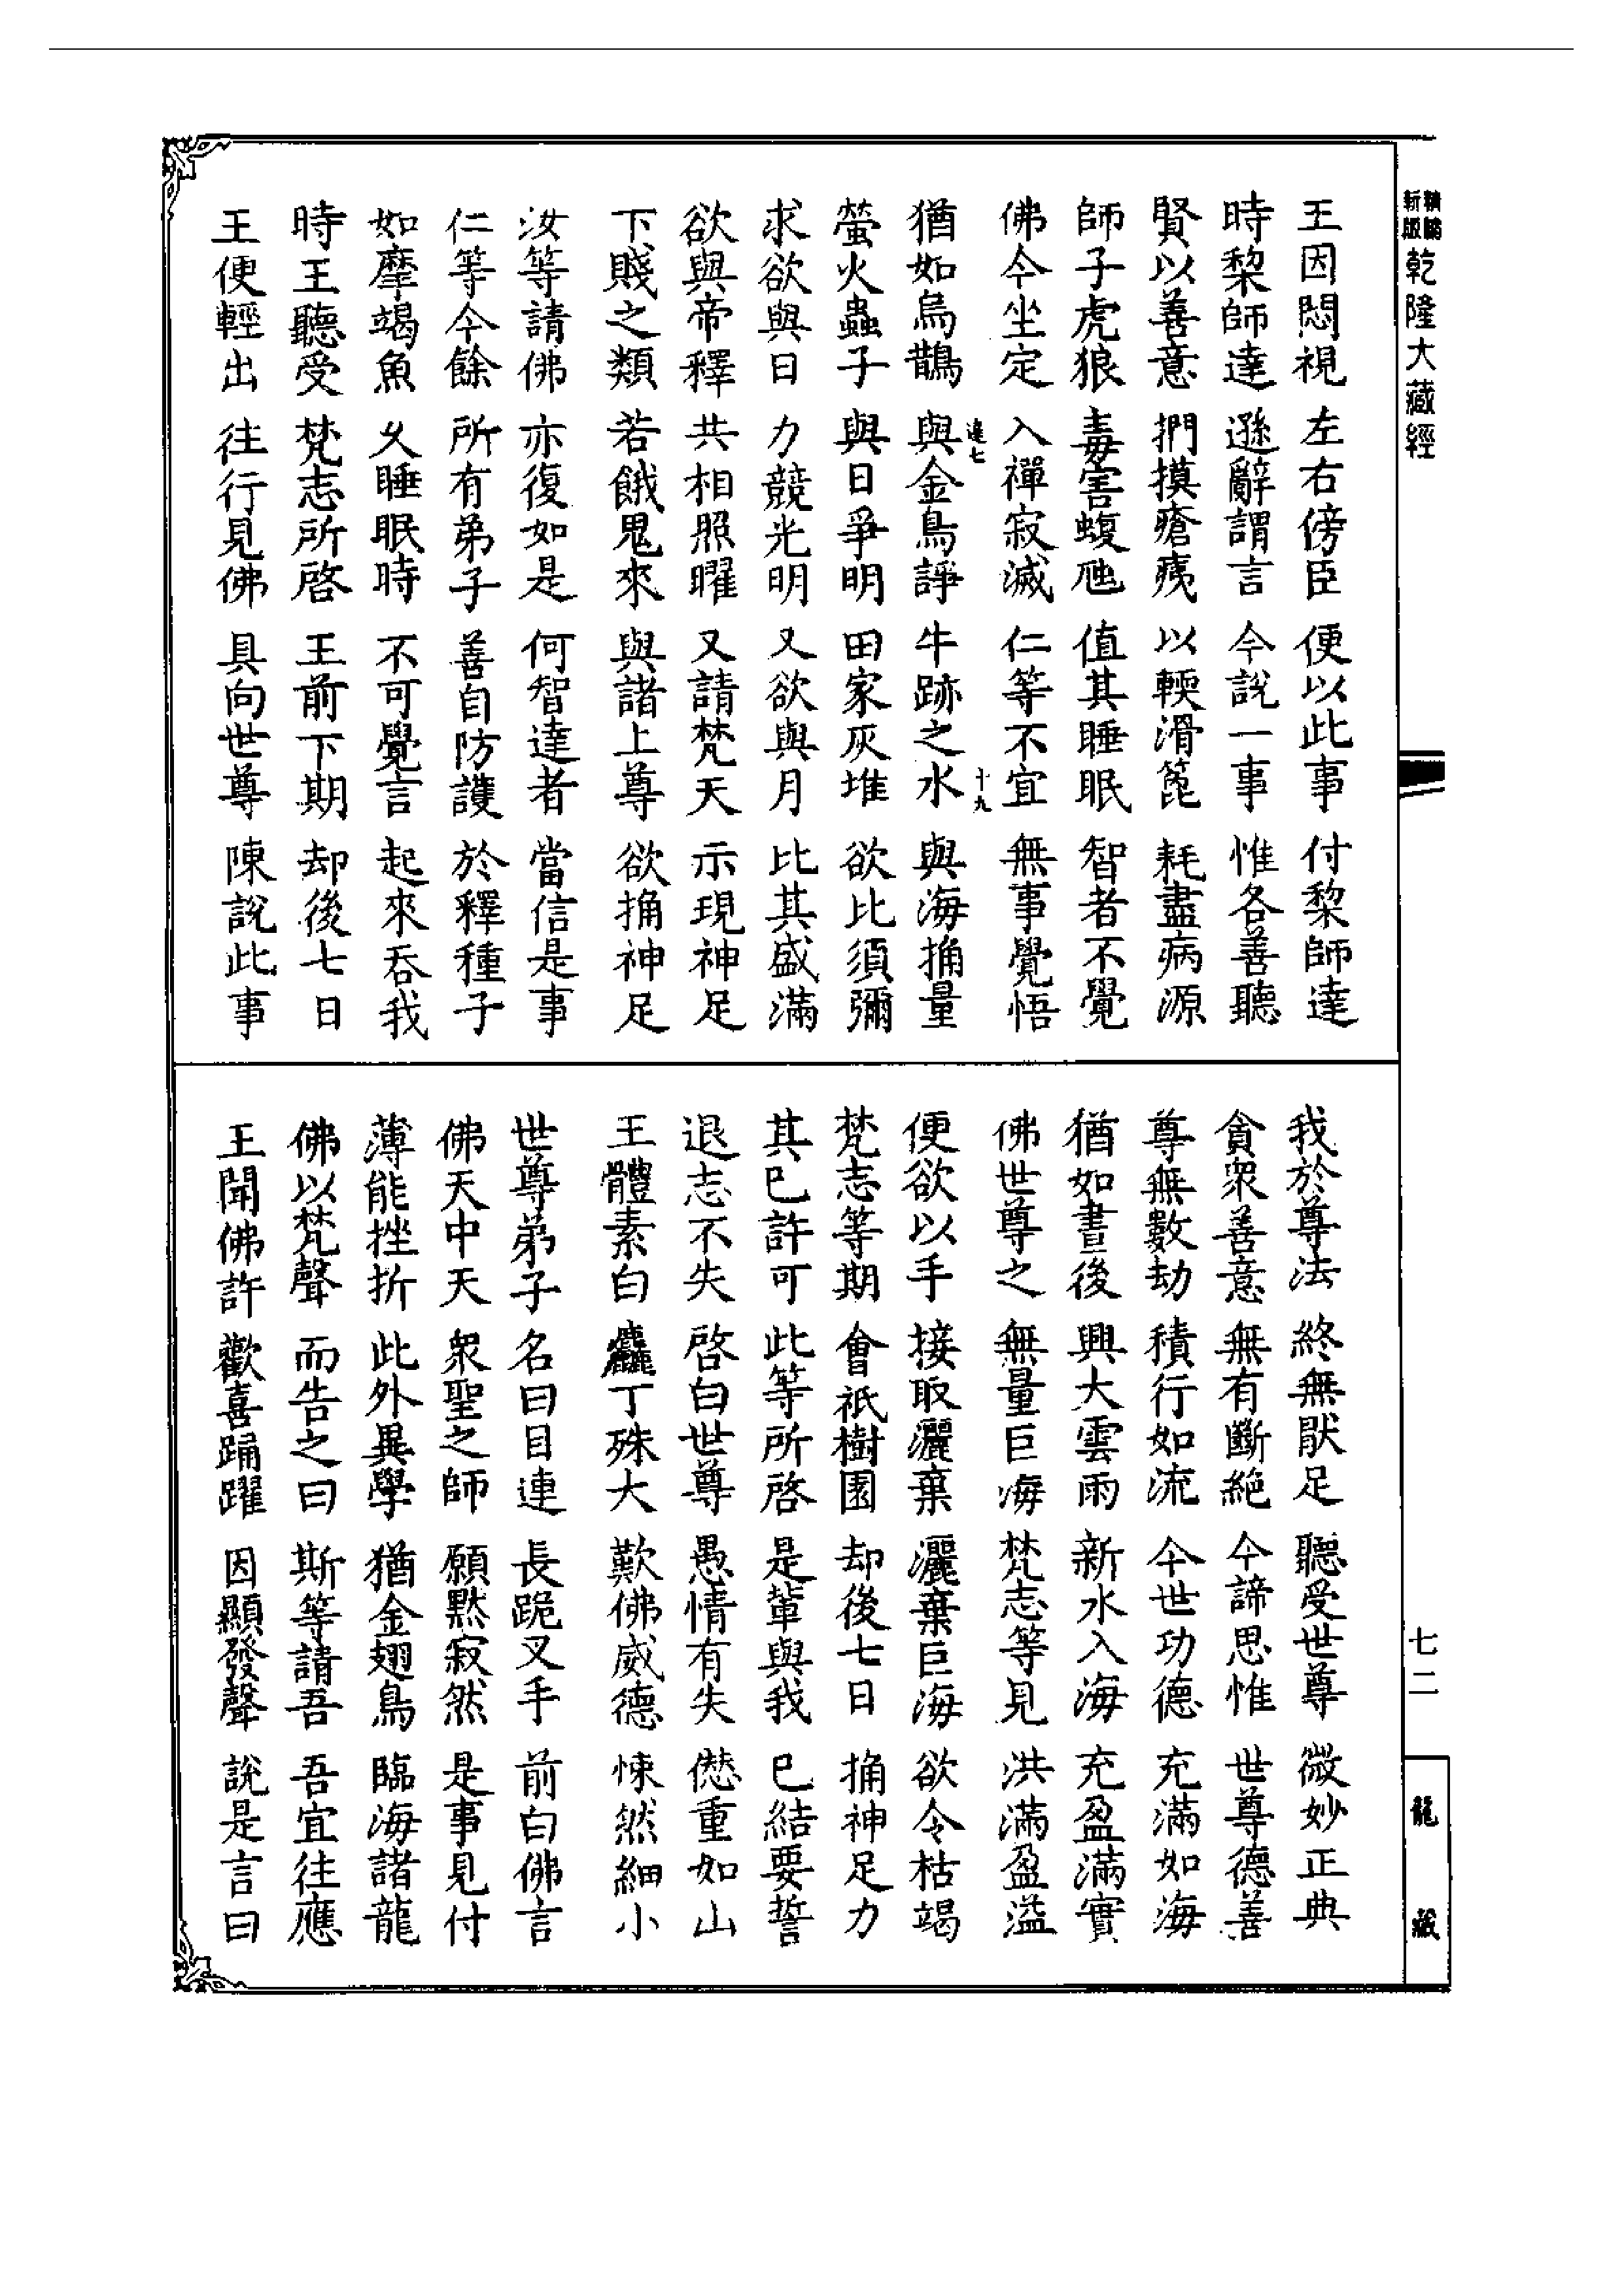 新版
乾隆大藏經
王因悶視　左右傍臣　便以此事　付黎師達
時黎師達　遜辭謂言　今說一事　惟各善聽
賢以善意　捫摸瘡痍　以輭滑篦　耗盡病源
師子虎狼　毒害蝮虺　值其睡眠　智者不覺
佛今坐定　入禪寂滅　仁等不宜　無事覺悟
達七　十九
猶如烏鵲　與金鳥諍　牛跡之水　與海捔量
螢火蟲子　與日爭明　田家灰堆　欲比須彌
求欲與日　力競光明　又欲與月　比其盛滿
欲與帝釋　共相照曜　又請梵天　示現神足
下賤之類　若餓鬼來　與諸上尊　欲捔神足
汝等請佛　亦復如是　何智達者　當信是事
仁等今餘　所有弟子　善自防護　於釋種子
如摩竭魚　久睡眠時　不可覺言　起來吞我
時王聽受　梵志所啓　王前下期　却後七日
王便輕出　往行見佛　具向世尊　陳說此事
我於尊法　終無猒足　聽受世尊　微妙正典
貪衆善意　無有斷絕　今諦思惟　世尊德善
尊無數劫　積行如流　今世功德　充滿如海
猶如晝後　興大雲雨　新水入海　充盈滿實
佛世尊之　無量巨海　梵志等見　洪滿盈溢
便欲以手　接取灑棄　灑棄巨海　欲令枯竭
梵志等期　會祇樹園　却後七日　捔神足力
其已許可　此等所啓　是輩與我　已結要誓
退志不失　啓白世尊　愚情有失　僁重如山
王體素白　麤丁殊大　歎佛威德　悚然細小
世尊弟子　名曰目連　長跪叉手　前白佛言
佛天中天　衆聖之師　願默寂然　是事見付
薄能挫折　此外異學　猶金翅鳥　臨海諸龍
佛以梵聲　而告之曰　斯等請吾　吾宜往應
王聞佛許　歡喜踊躍　因顯發聲　說是言曰
七二
龍藏